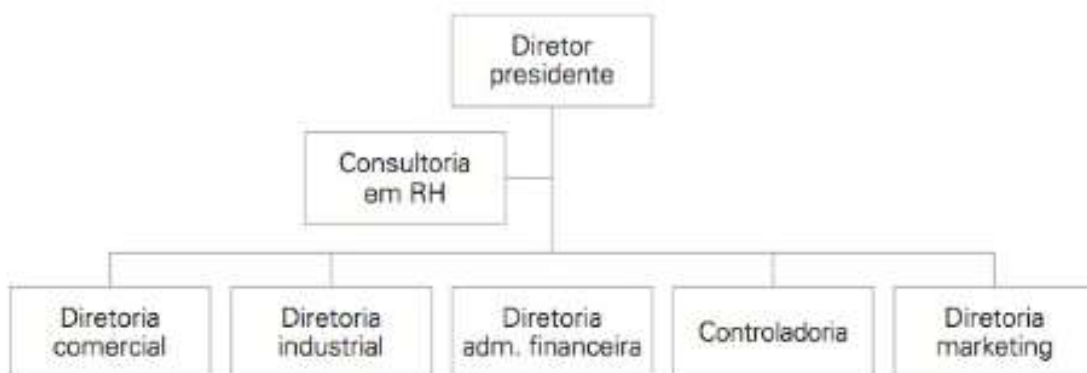 Diretor
presidente
Consultoria
em RH
Diretoria
comercial
Diretoria
industrial
Diretoria
adm. financeira
Controladoria
Diretoria
marketing